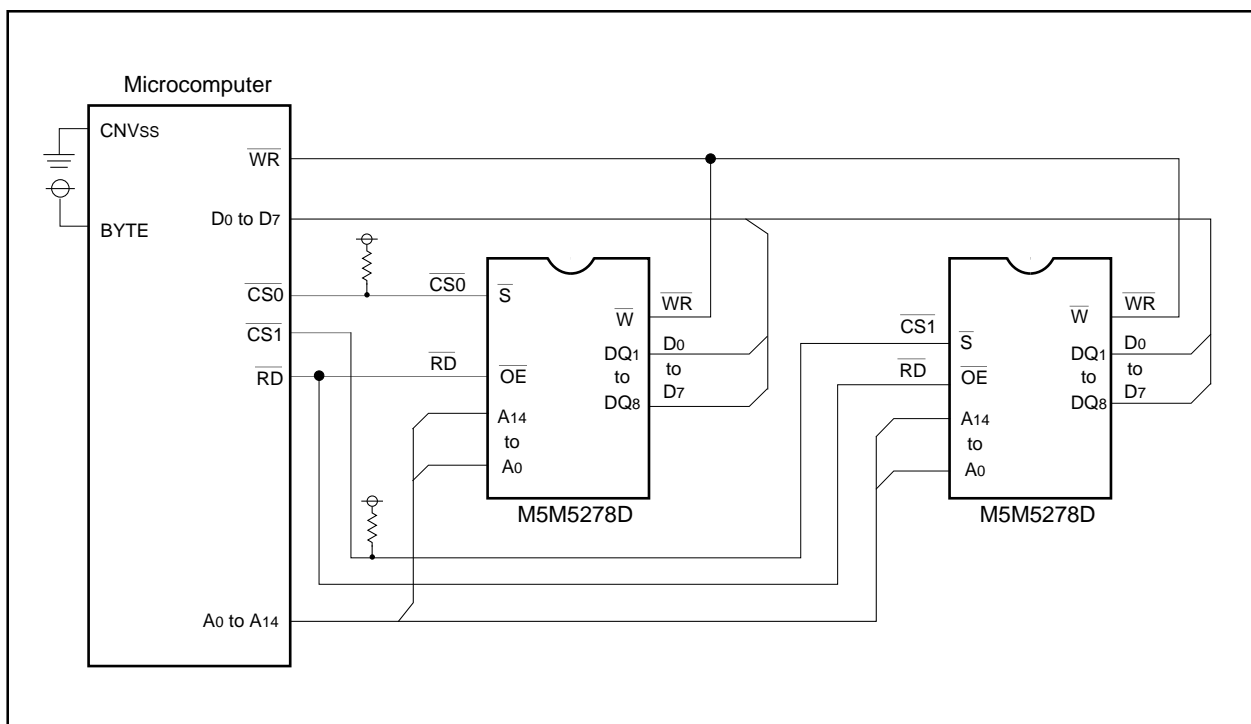 Microcomputer
CNVss
WR
D0 to D7
BYTE
CS0
CS1
RD
A0 to A14
CS0
S
RD
OE
A14
to
A0
W
DQ1
to
DQ8
WR
D0
to
D7
M5M5278D
CS1
S
RD
OE
A14
to
A0
W
DQ1
to
DQ8
WR
D0
to
D7
M5M5278D